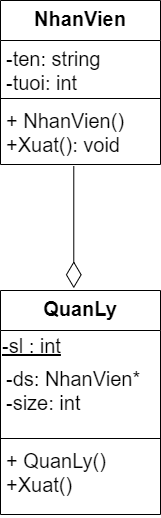 NhanVien
-ten: string
-tuoi: int
+ NhanVien()
+Xuat(): void
QuanLy
-sl : int
-ds: NhanVien*
-size: int
+ QuanLy()
+Xuat()